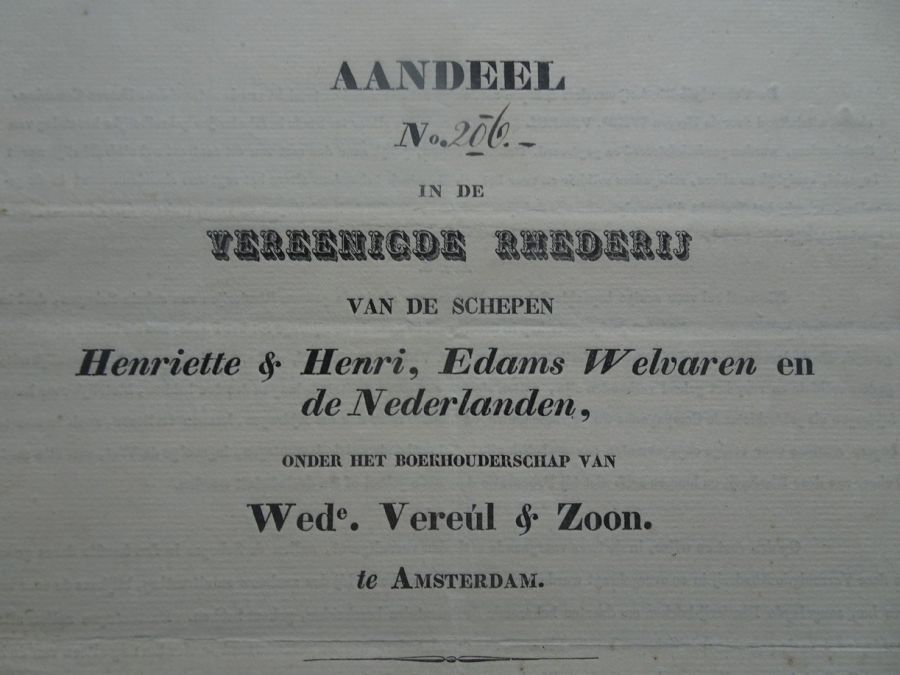 AANDEEL
No. 206. –
IN DE
VEREENIGDE RHEDERIJ
VAN DE SCHEPEN
Henriette & Henri, Edams Welvaren en
de Nederlanden,
ONDER HET BOEKHOUDERSCHAP VAN
Wede. Vereúl & Zoon.
te AMSTERDAM.